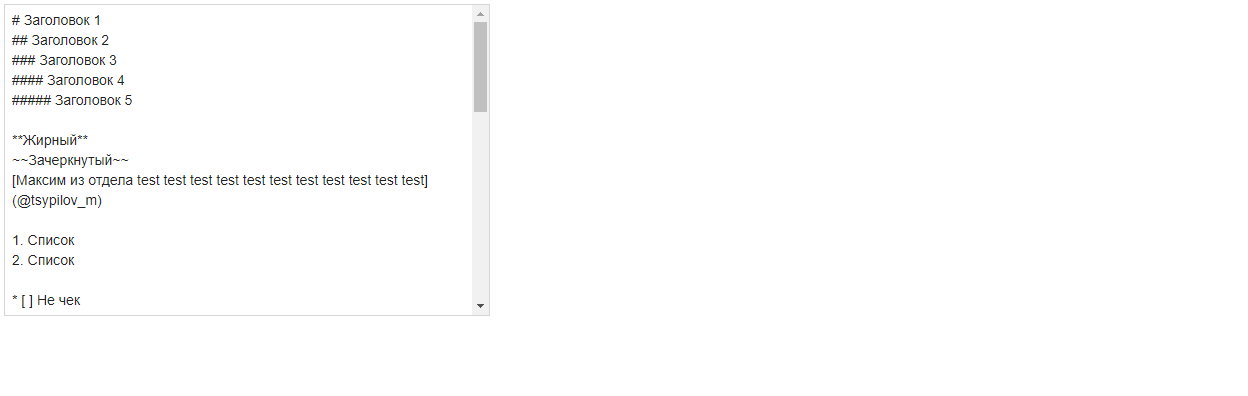 # Заголовок 1
## Заголовок 2
### Заголовок 3
#### Заголовок 4
##### Заголовок 5
**Жирный**
~~Зачеркнутый~~
[Максим из отдела test test test test test test test test test test test]
(@tsypilov_m)
1. Список
2. Список
* [ ] Не чек